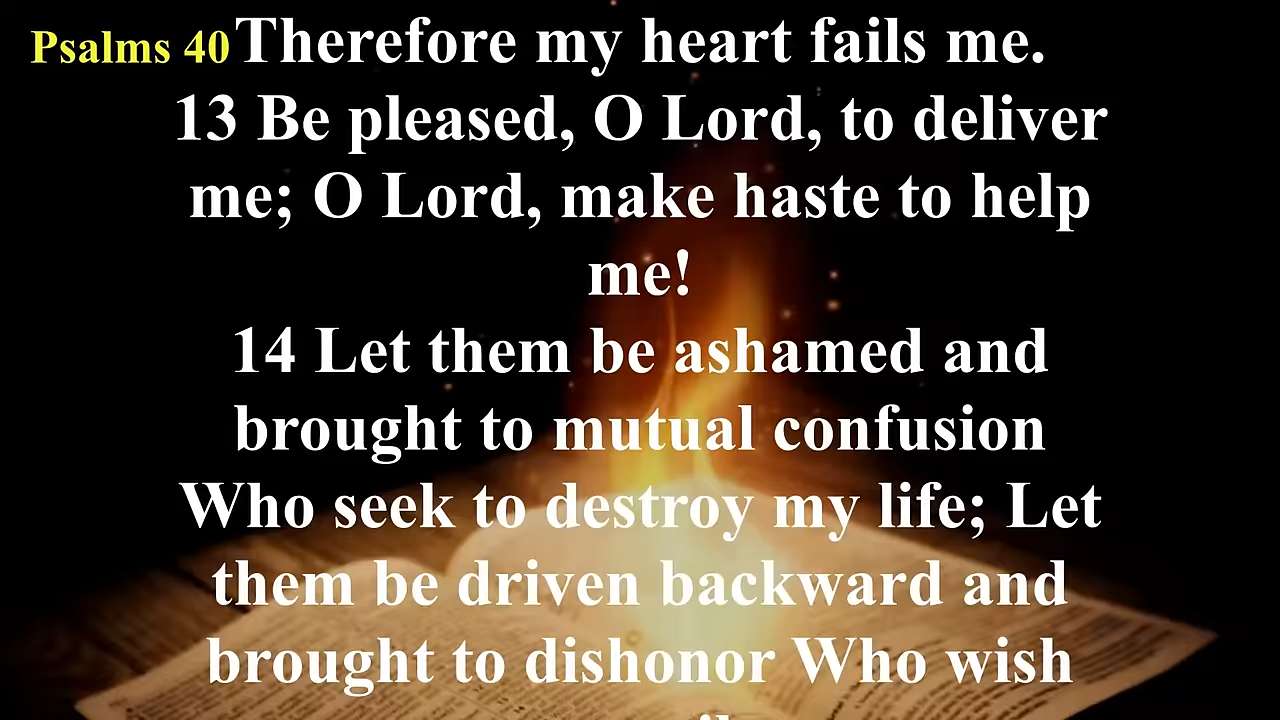 Psalms 40 Therefore my heart fails me.
13 Be pleased, O Lord, to deliver
me; O Lord, make haste to help
me!
14 Let them be ashamed and
brought to mutual confusion
Who seek to destroy my life; Let
them be driven backward and
brought to dishonor Who wish